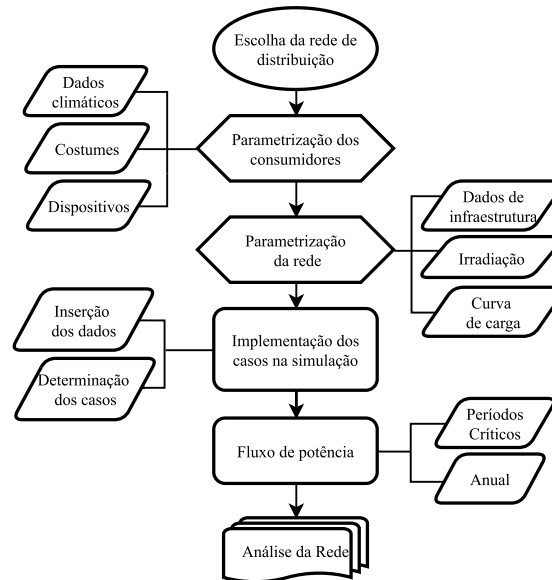 Escolha da rede de
distribuição
Dados
climáticos
Costumes
Dispositivos
Parametrização dos
consumidores
Parametrização
da rede
Dados de
infraestrutura
Irradiação
Curva
de carga
Inserção
dos dados
Determinação
dos casos
Implementação dos
casos na simulação
Fluxo de potência
Períodos
Críticos
Anual
Análise da Rede